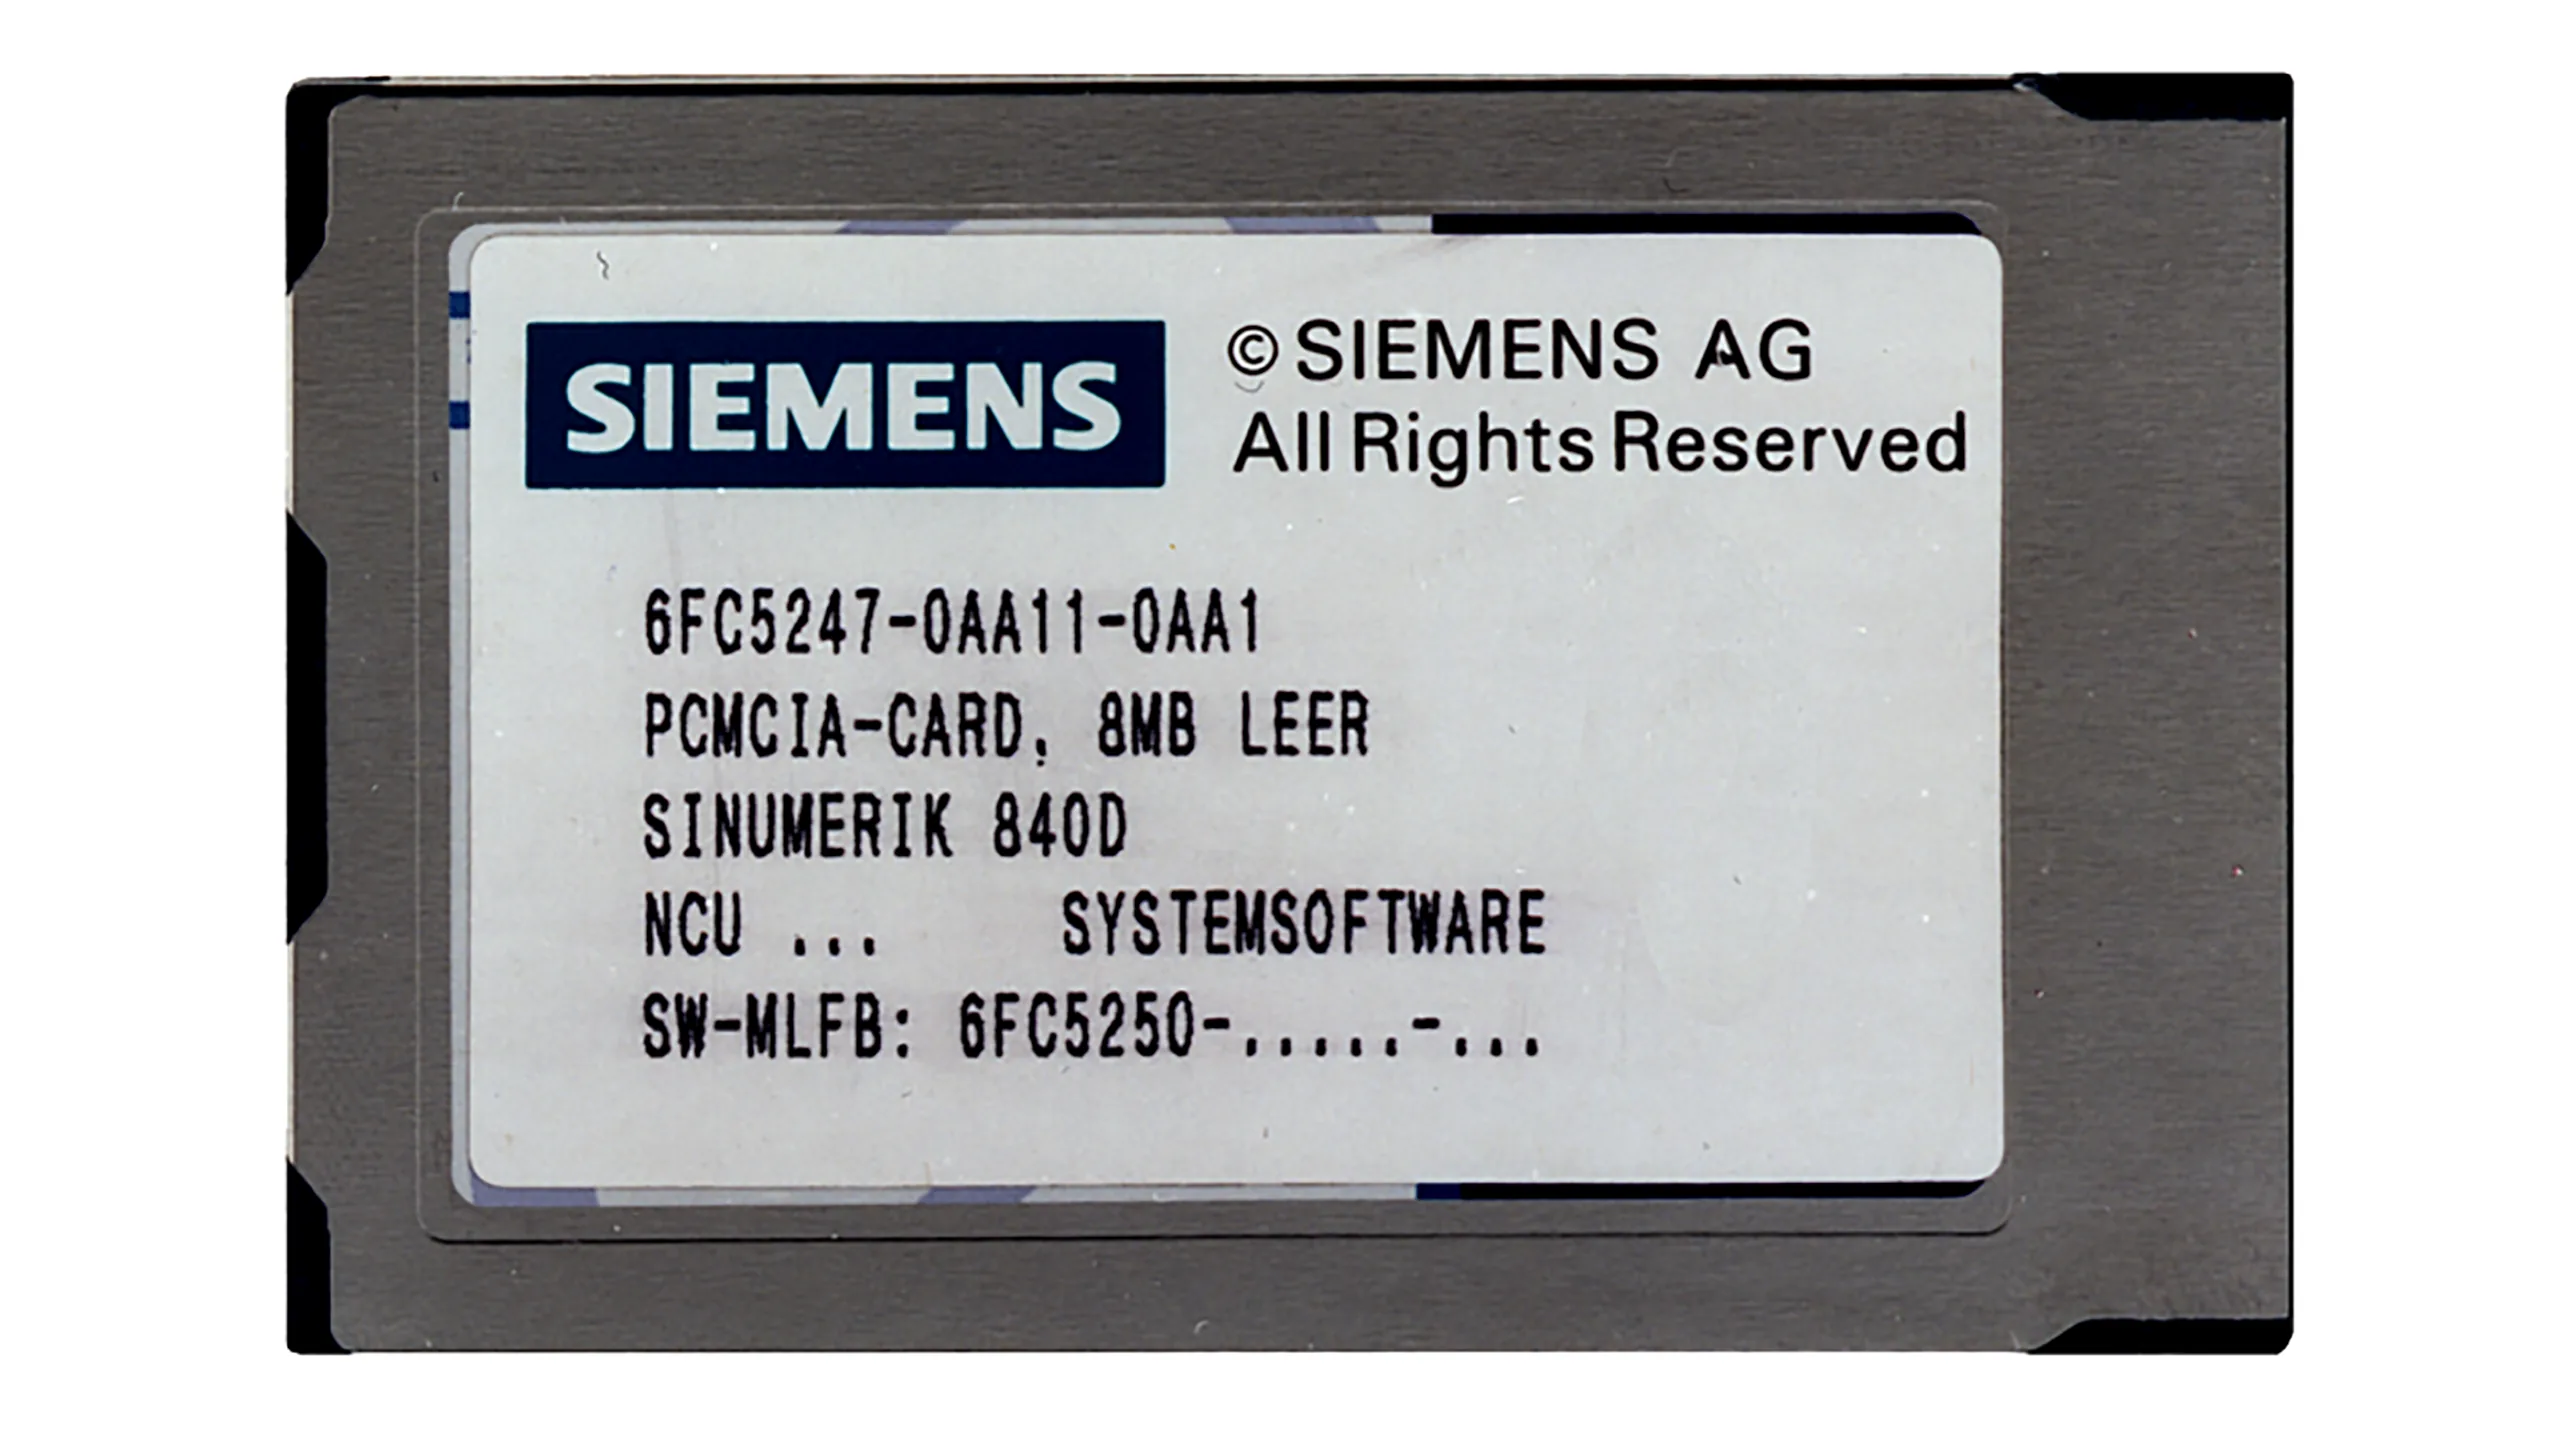 SIEMENS
© SIEMENS AG
All Rights Reserved
6FC5247-0AA11-0AA1
PCMCIA-CARD, 8MB LEER
SINUMERIK 840D
NCU ... SYSTEMSOFTWARE
SW-MLFB: 6FC5250-.....-...